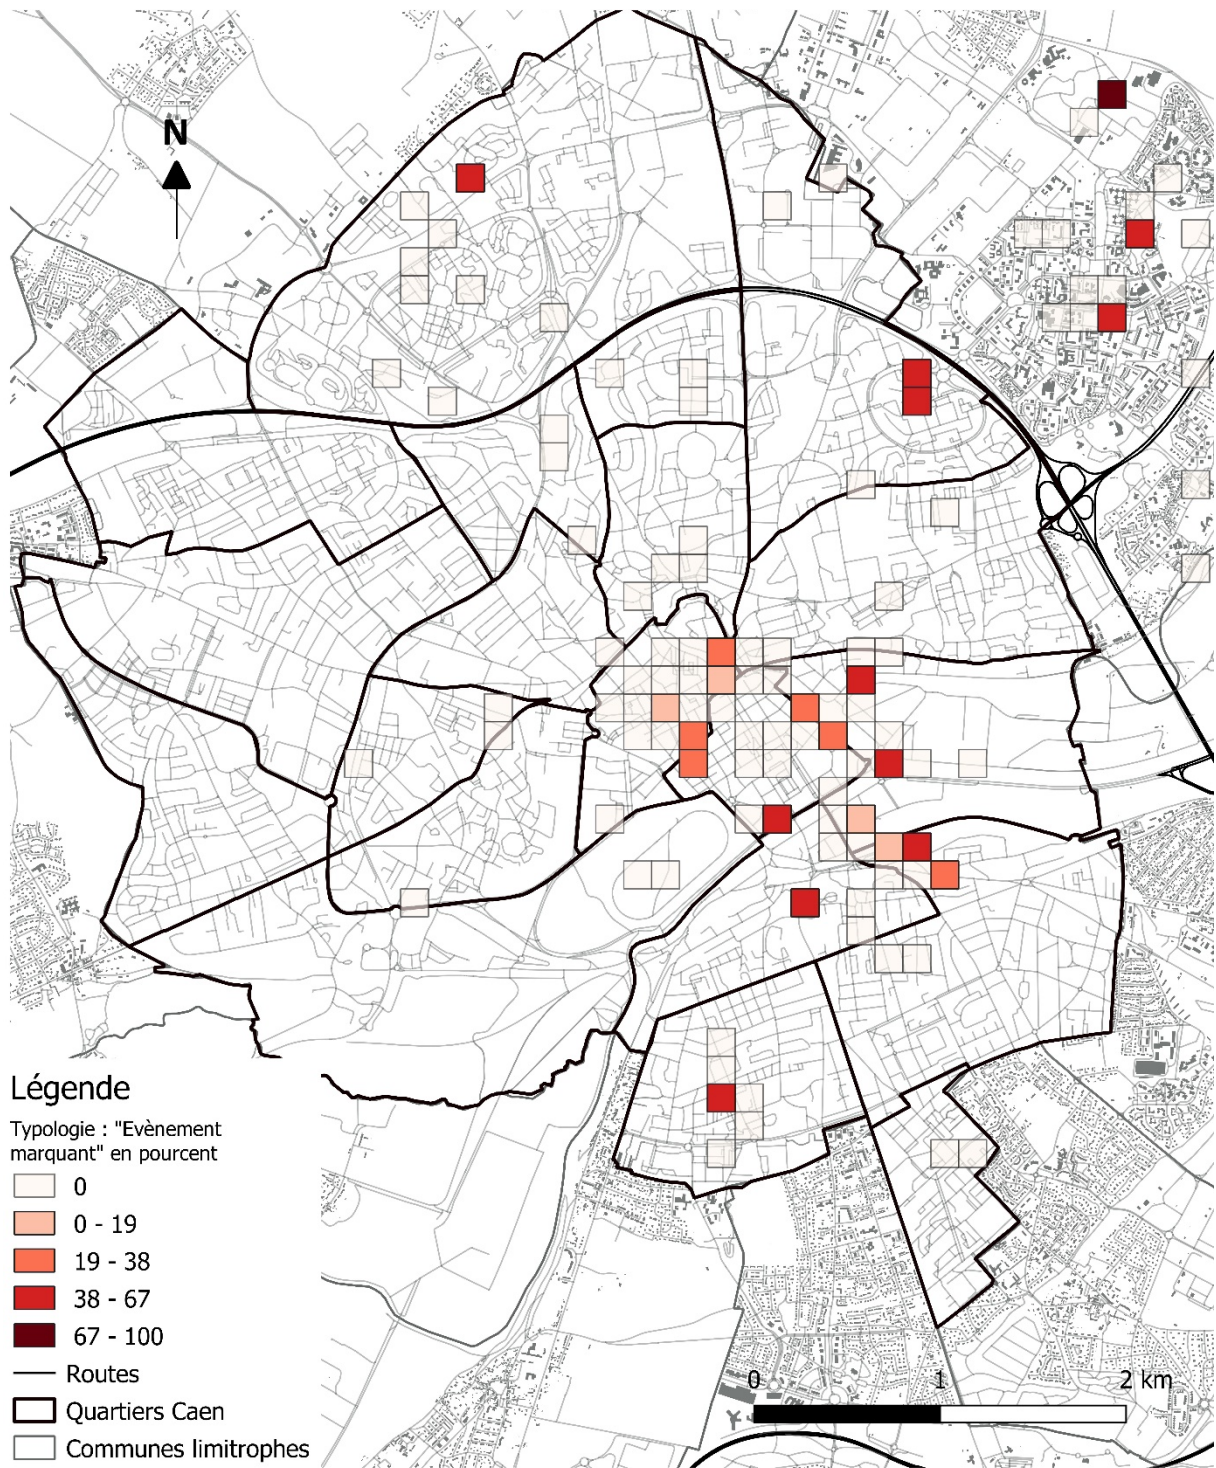 N
Légende
Typologie : "Evènement
marquant" en pourcent
0
0 - 19
19 - 38
38 - 67
67 - 100
Routes
Quartiers Caen
Communes limitrophes
0 1 2 km